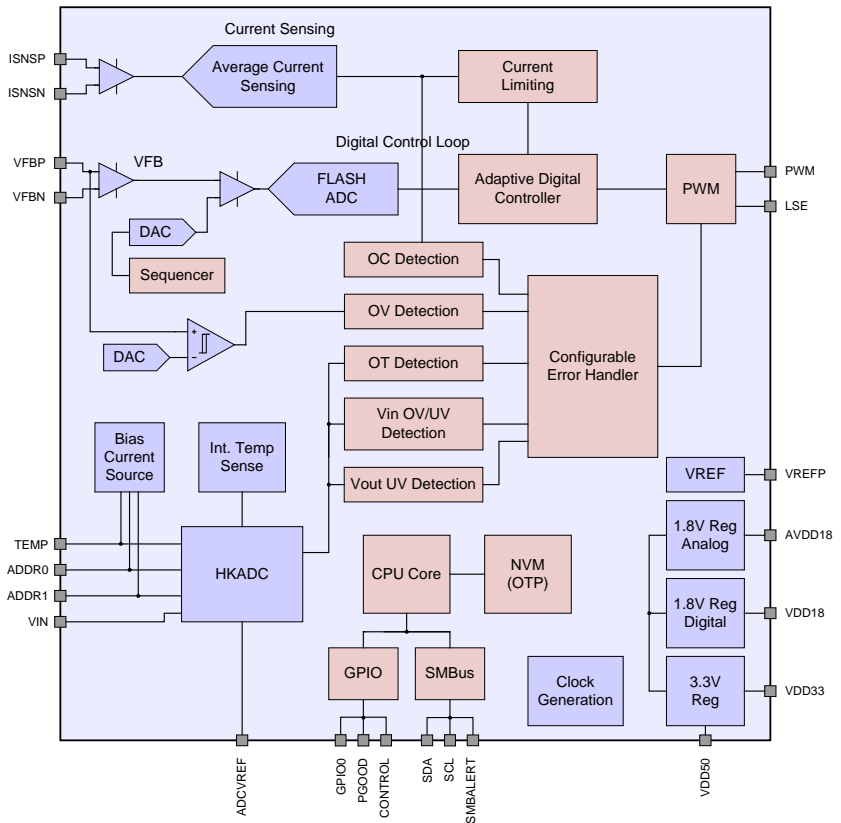 Current Sensing
ISNSP
ISNSN
Average Current
Sensing
Current
Limiting
Digital Control Loop
VFBP
VFBN
VFB
FLASH
ADC
Adaptive Digital
Controller
PWM
PWM
LSE
DAC
Sequencer
OC Detection
OV Detection
+
−
DAC
OT Detection
Configurable
Error Handler
Vin OV/UV
Detection
Vout UV Detection
Bias
Current
Source
Int. Temp
Sense
VREF
VREFP
1.8V Reg
Analog
AVDD18
TEMP
ADDR0
ADDR1
VIN
HKADC
CPU Core
NVM
(OTP)
1.8V Reg
Digital
VDD18
GPIO
SMBus
Clock
Generation
3.3V
Reg
VDD33
ADCVREF
GPIO0
PGOOD
CONTROL
SDA
SCL
SMBALERT
VDD50